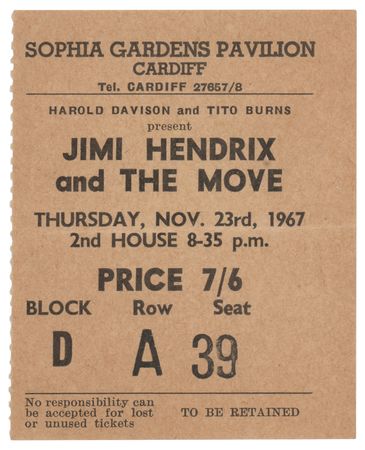 SOPHIA GARDENS PAVILION
CARDIFF
Tel. CARDIFF 27657/8
HAROLD DAVISON and TITO BURNS
present
JIMI HENDRIX
and THE MOVE
THURSDAY, NOV. 23rd, 1967
2nd HOUSE 8-35 p.m.
PRICE 7/6
BLOCK Row Seat
D A 39
No responsibility can
be accepted for lost
or unused tickets
TO BE RETAINED